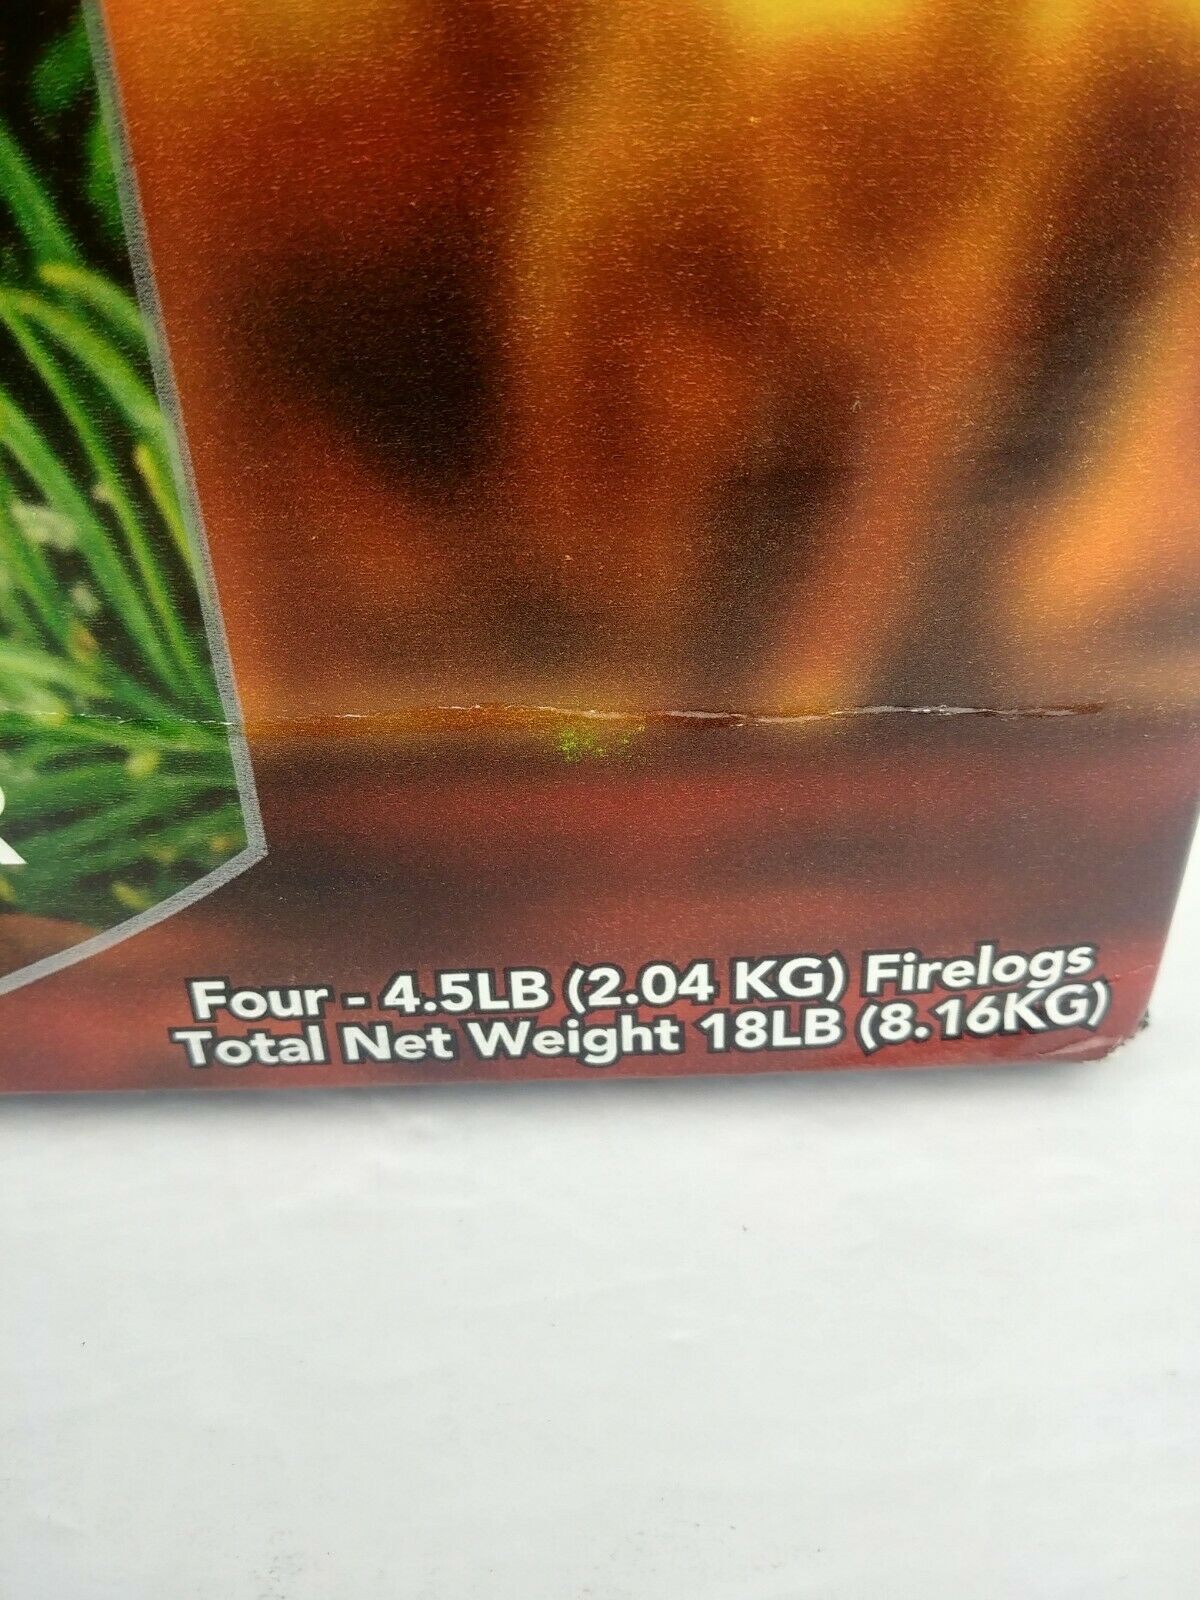 R
Four - 4.5LB (2.04 KG) Firelogs
Total Net Weight 18LB (8.16KG)